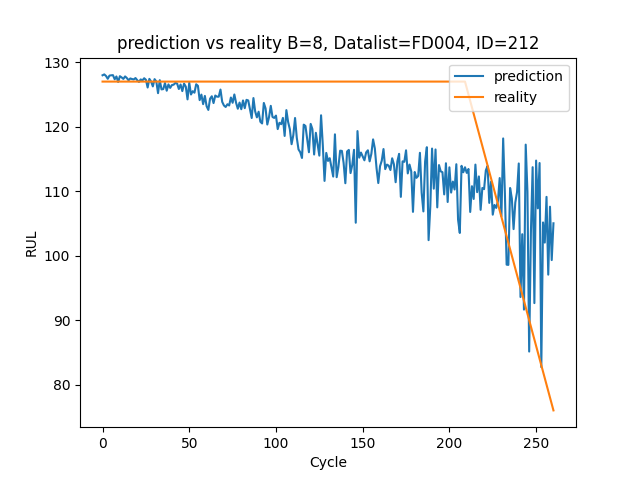 prediction vs reality B=8, Datalist=FD004, ID=212
prediction
reality
RUL
130
120
110
100
90
80
0 50 100 150 200 250
Cycle